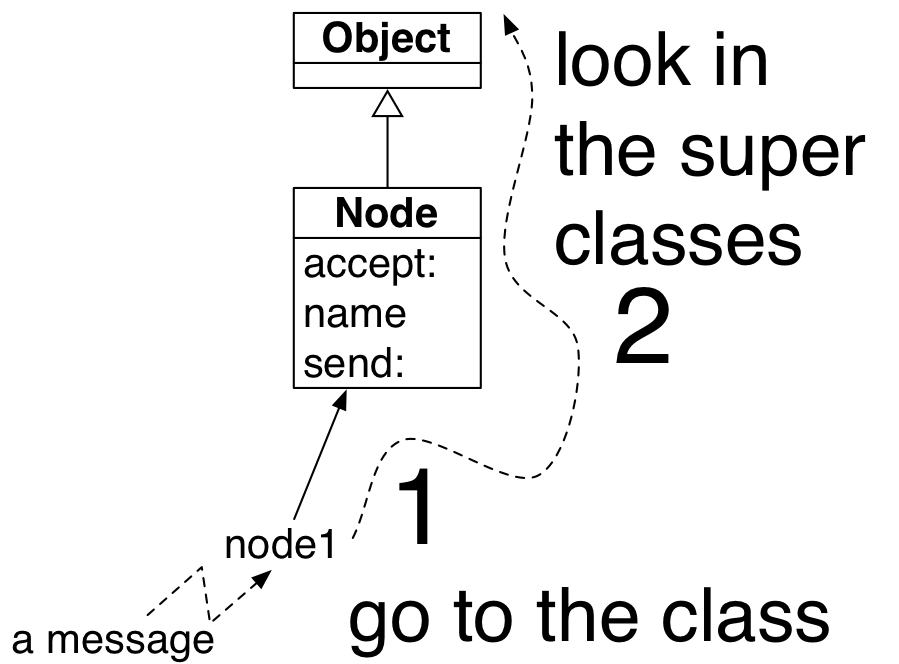 Object
look in
the super
classes
2
Node
accept:
name
send:
1
node1
go to the class
a message